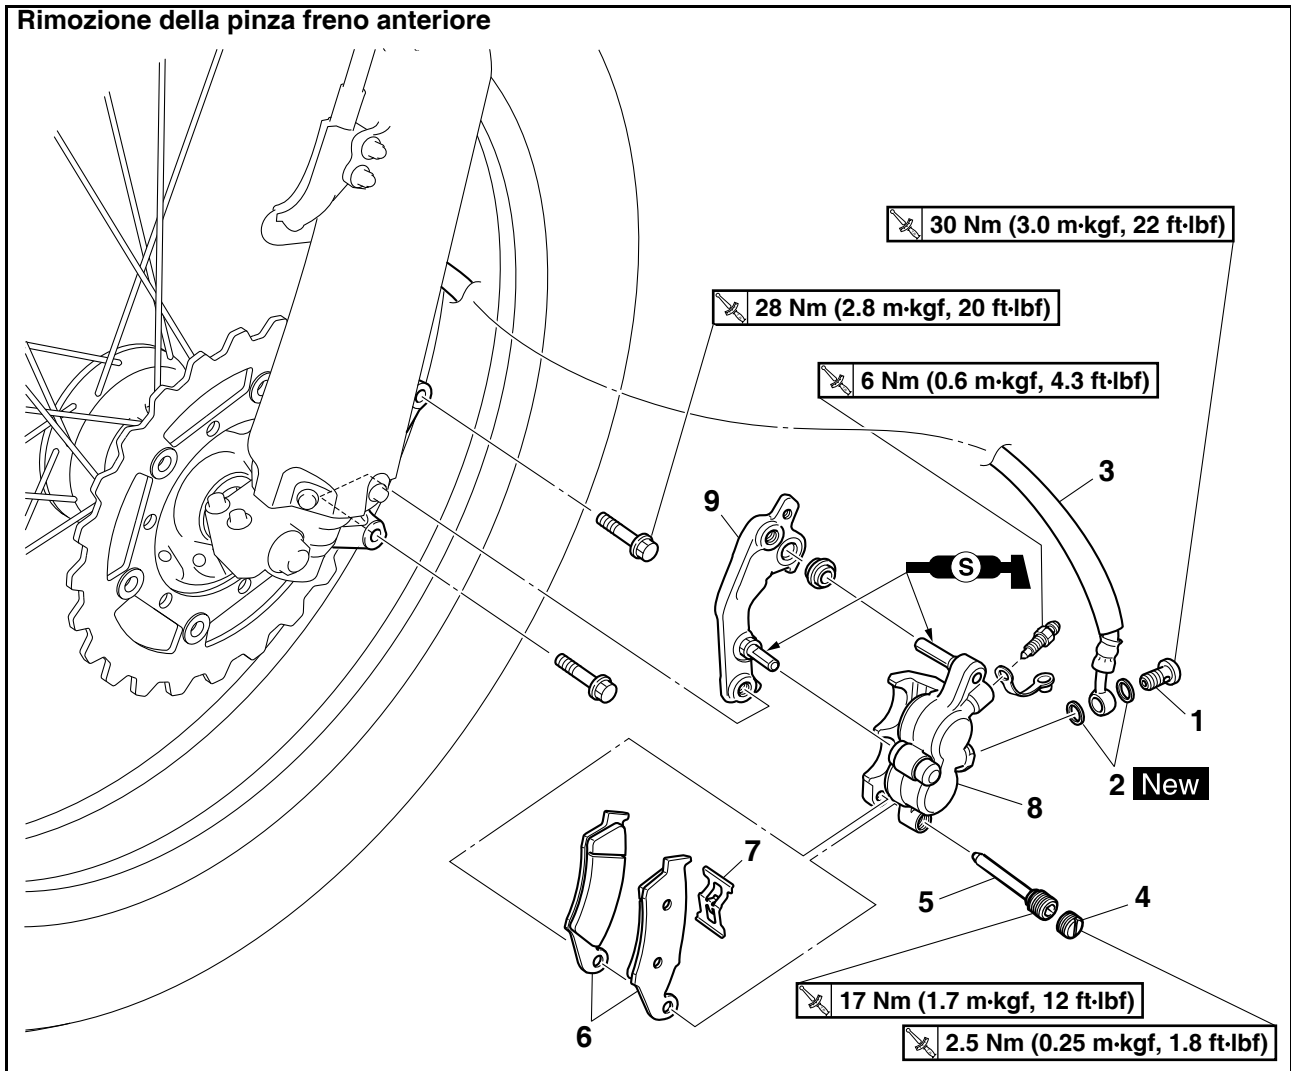 Rimozione della pinza freno anteriore
30 Nm (3.0 m·kgf, 22 ft·lbf)
28 Nm (2.8 m·kgf, 20 ft·lbf)
6 Nm (0.6 m·kgf, 4.3 ft·lbf)
3
9
S
1
2 New
8
7
5
4
6
17 Nm (1.7 m·kgf, 12 ft·lbf)
2.5 Nm (0.25 m·kgf, 1.8 ft·lbf)